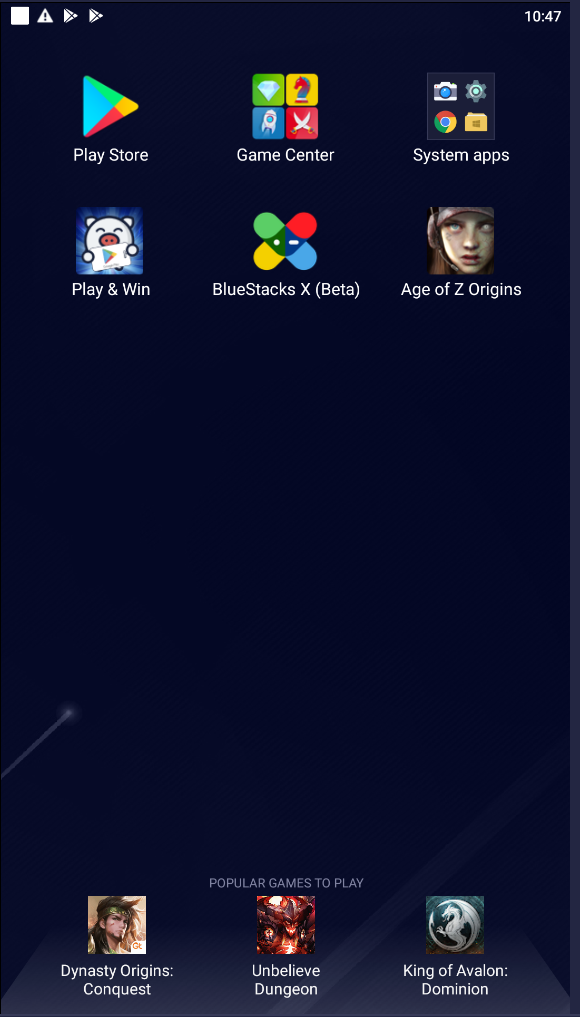 10:47
Play Store
Game Center
System apps
Play & Win
BlueStacks X (Beta)
Age of Z Origins
POPULAR GAMES TO PLAY
Dynasty Origins:
Conquest
Unbelieve
Dungeon
King of Avalon:
Dominion